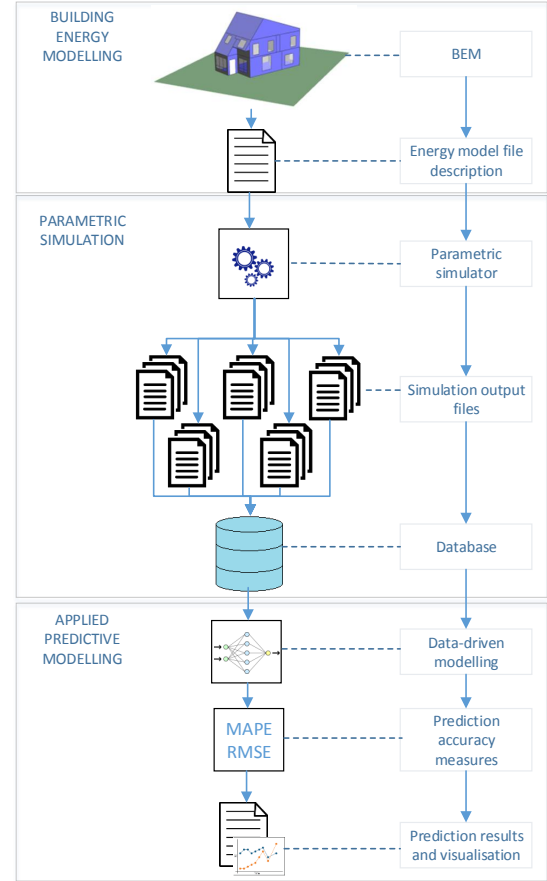 BUILDING
ENERGY
MODELLING
BEM
Energy model file
description
PARAMETRIC
SIMULATION
Parametric
simulator
Simulation output
files
Database
APPLIED
PREDICTIVE
MODELLING
Data-driven
modelling
MAPE
RMSE
Prediction
accuracy
measures
Prediction results
and visualisation